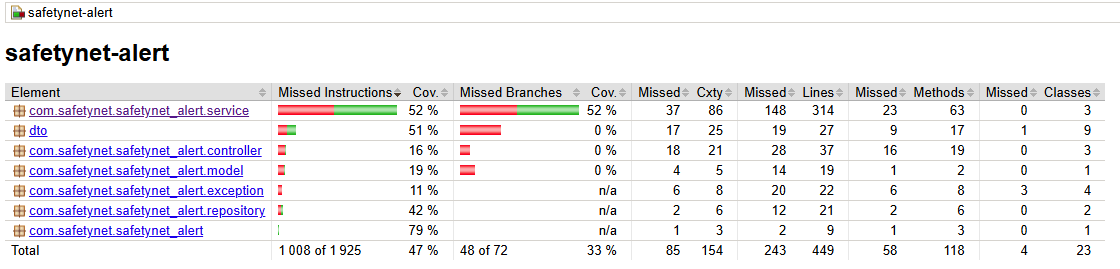 safetynet-alert
safetynet-alert
Element Missed Instructions Cov. Missed Branches Cov. Missed Cxty Missed Lines Missed Methods Missed Classes
com.safetynet.safetynet_alert.service 52 % 52 % 37 86 148 314 23 63 0 3
dto 51 % 0 % 17 25 19 27 9 17 1 9
com.safetynet.safetynet_alert.controller 16 % 0 % 18 21 28 37 16 19 0 3
com.safetynet.safetynet_alert.model 19 % 0 % 4 5 14 19 1 2 0 1
com.safetynet.safetynet_alert.exception 11 % n/a 6 8 20 22 6 8 3 4
com.safetynet.safetynet_alert.repository 42 % n/a 2 6 12 21 2 6 0 2
com.safetynet.safetynet_alert 79 % n/a 1 3 2 9 1 3 0 1
Total 1 008 of 1 925 47 % 48 of 72 33 % 85 154 243 449 58 118 4 23